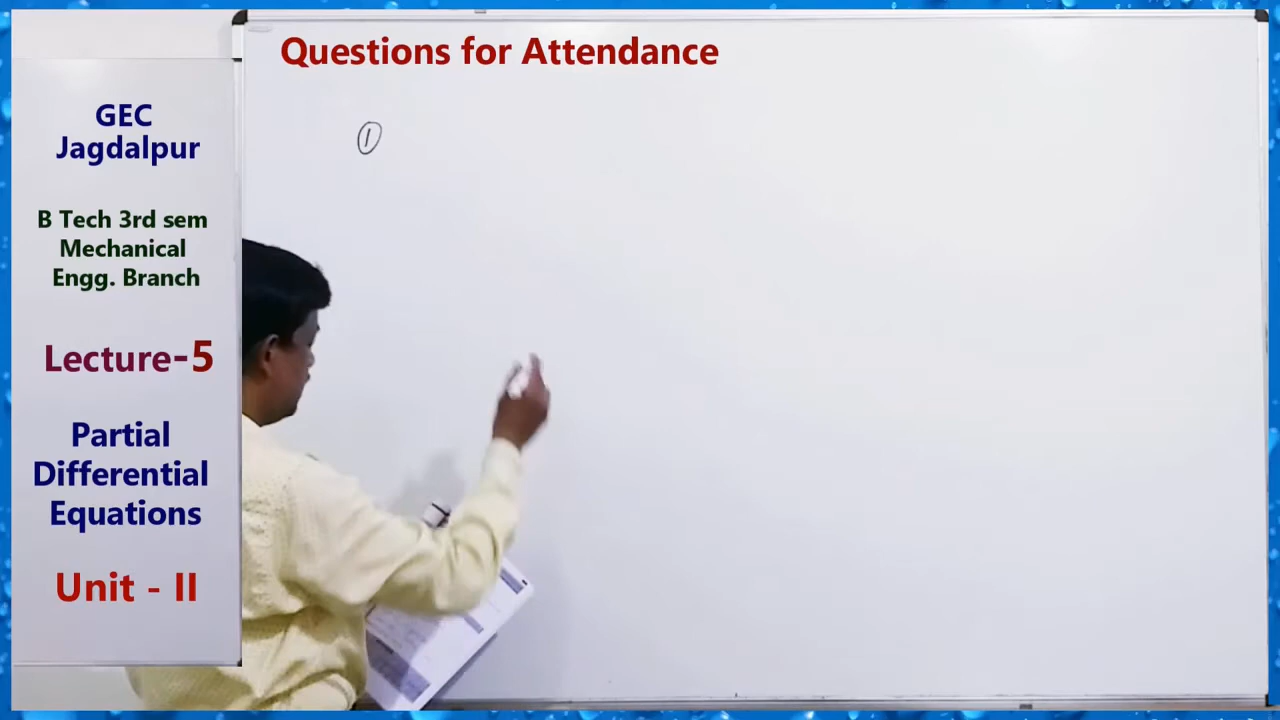 Questions for Attendance
①
GEC
Jagdalpur
B Tech 3rd sem
Mechanical
Engg. Branch
Lecture-5
Partial
Differential
Equations
Unit - II